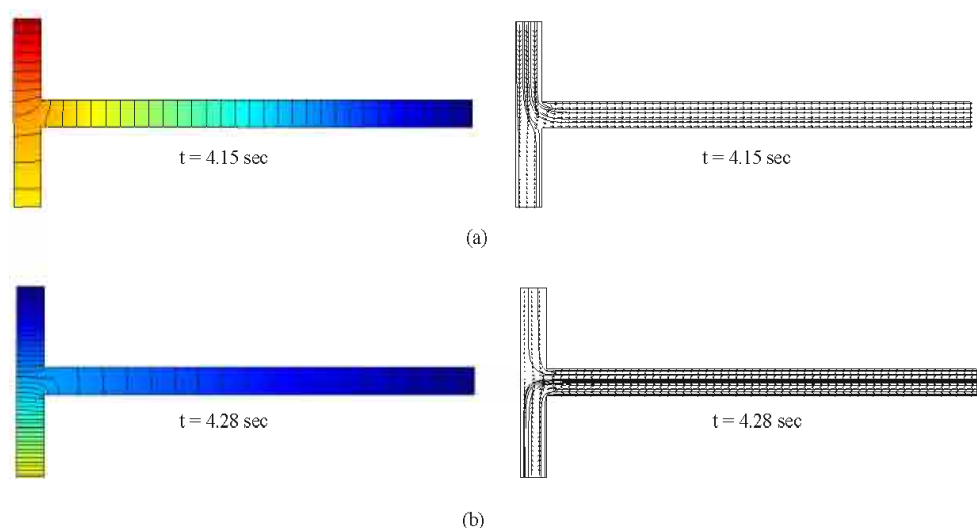 t = 4.15 sec
t = 4.15 sec
(a)
t = 4.28 sec
t = 4.28 sec
(b)